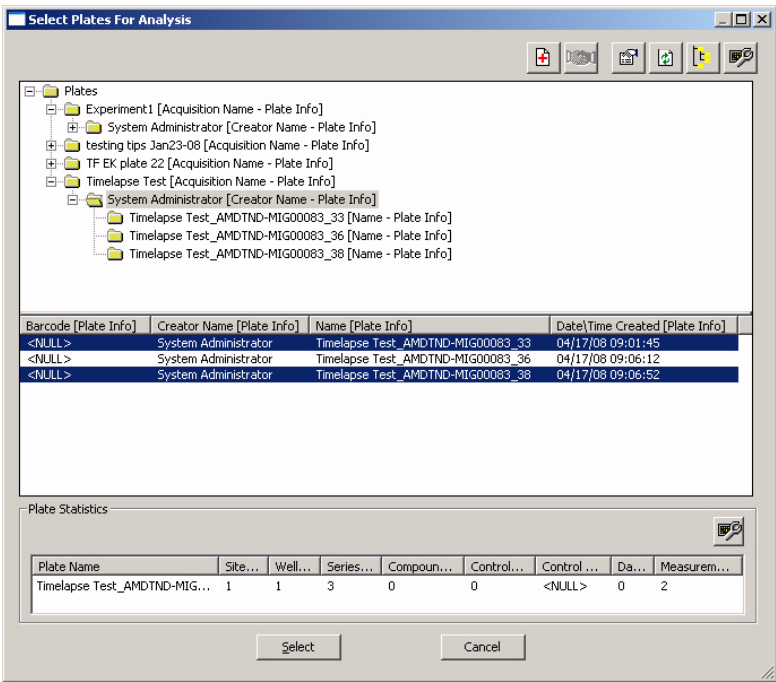 Select Plates For Analysis
Plates
Experiment1 [Acquisition Name - Plate Info]
System Administrator [Creator Name - Plate Info]
testing tips Jan23-08 [Acquisition Name - Plate Info]
TF EK plate 22 [Acquisition Name - Plate Info]
Timelapse Test [Acquisition Name - Plate Info]
System Administrator [Creator Name - Plate Info]
Timelapse Test_AMDTND-MIG00083_33 [Name - Plate Info]
Timelapse Test_AMDTND-MIG00083_36 [Name - Plate Info]
Timelapse Test_AMDTND-MIG00083_38 [Name - Plate Info]
Barcode [Plate Info] Creator Name [Plate Info] Name [Plate Info] Date\Time Created [Plate Info]
<NULL> System Administrator Timelapse Test_AMDTND-MIG00083_33 04/17/08 09:01:45
<NULL> System Administrator Timelapse Test_AMDTND-MIG00083_36 04/17/08 09:06:12
<NULL> System Administrator Timelapse Test_AMDTND-MIG00083_38 04/17/08 09:06:52
Plate Statistics
Plate Name Site... Well... Series... Compoun... Control... Control ... Da... Measurem...
Timelapse Test_AMDTND-MIG... 1 1 3 0 0 <NULL> 0 2
Select Cancel